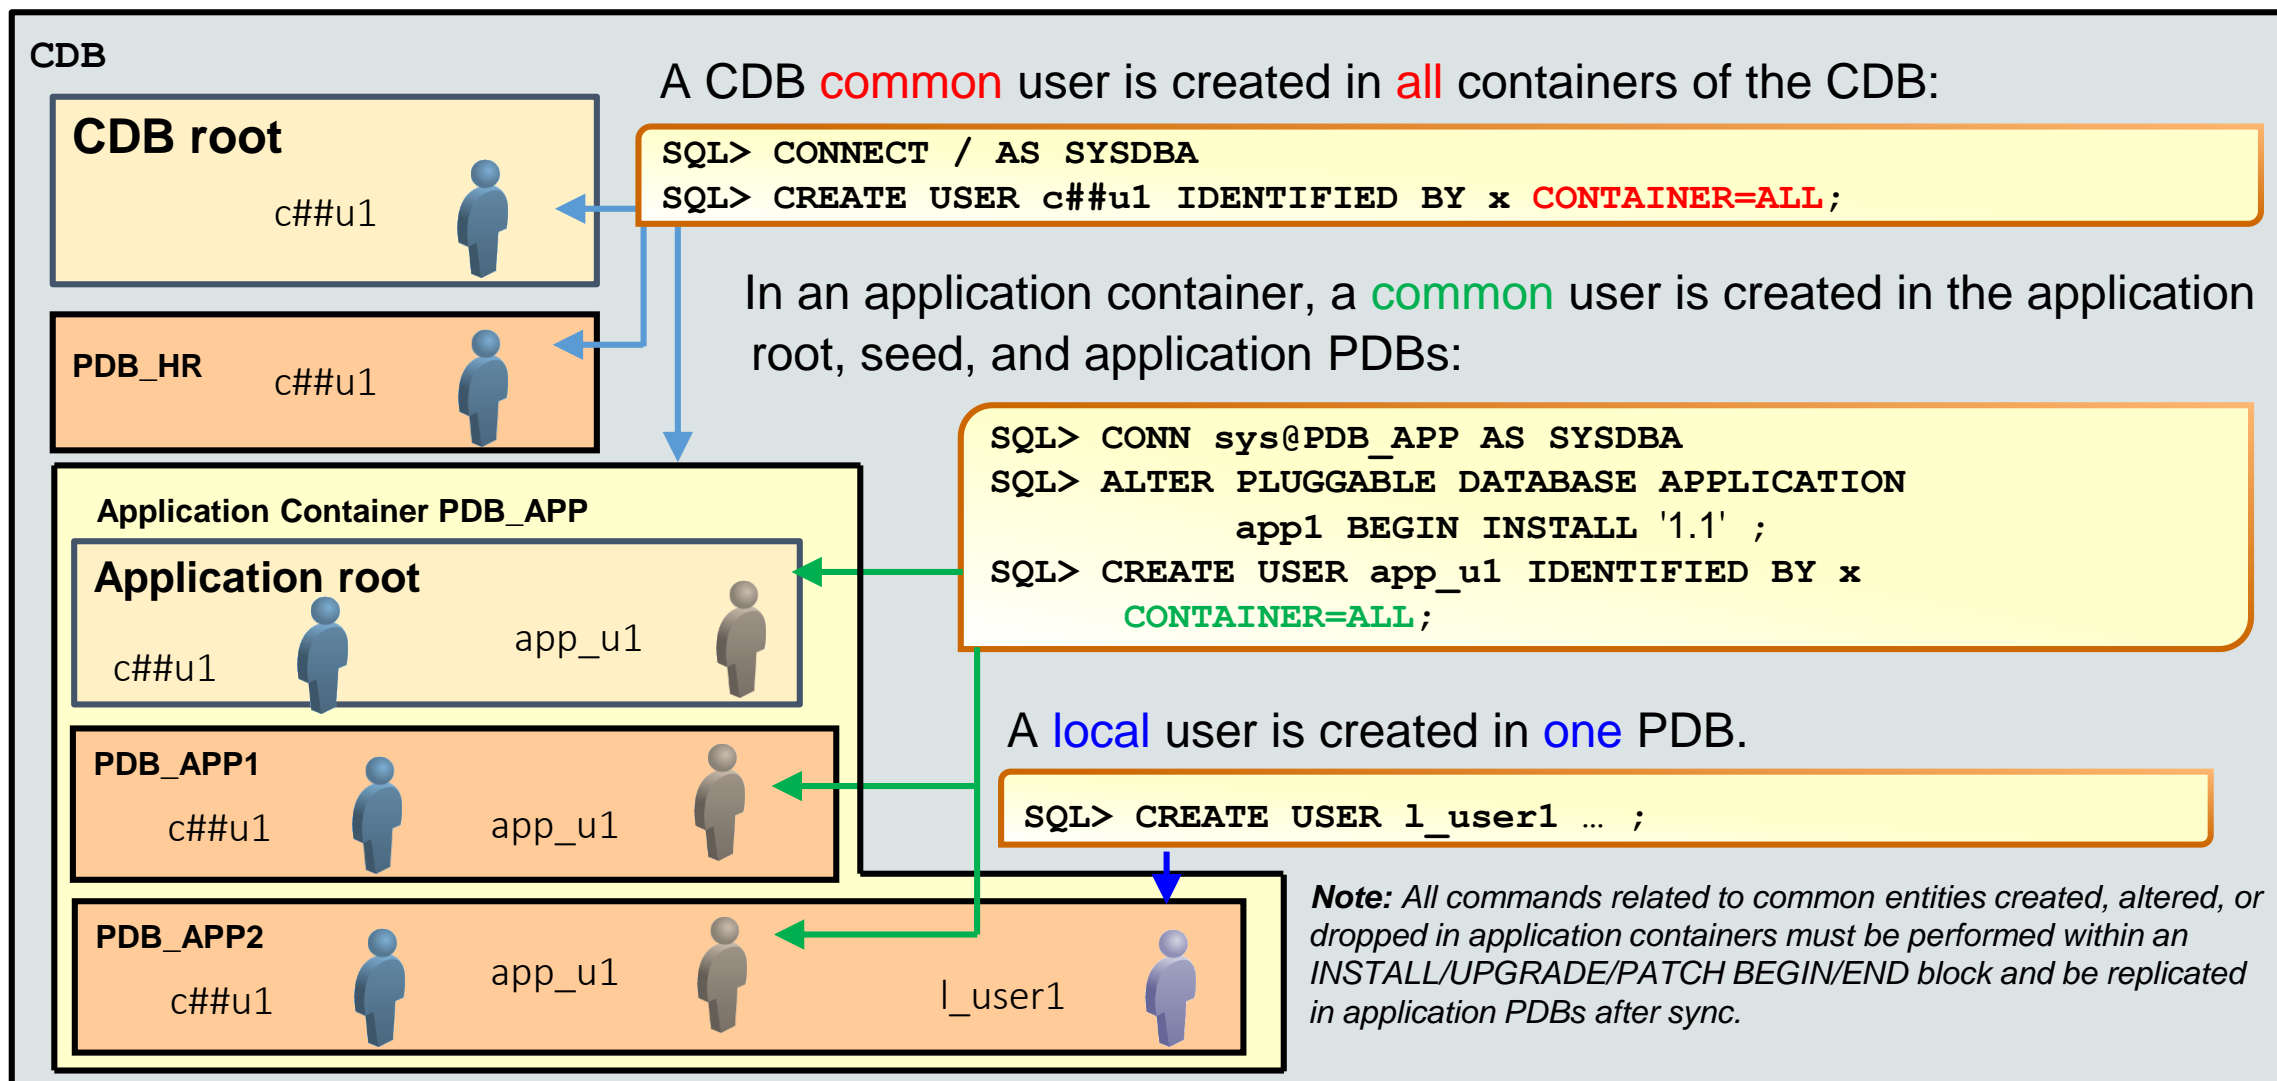 CDB
A CDB common user is created in all containers of the CDB:
CDB root
c##u1
SQL> CONNECT / AS SYSDBA
SQL> CREATE USER c##u1 IDENTIFIED BY x CONTAINER=ALL;
In an application container, a common user is created in the application
root, seed, and application PDBs:
PDB_HR
c##u1
SQL> CONN sys@PDB_APP AS SYSDBA
SQL> ALTER PLUGGABLE DATABASE APPLICATION
app1 BEGIN INSTALL '1.1' ;
SQL> CREATE USER app_u1 IDENTIFIED BY x
CONTAINER=ALL;
Application Container PDB_APP
Application root
c##u1
app_u1
A local user is created in one PDB.
SQL> CREATE USER l_user1 … ;
PDB_APP1
c##u1
app_u1
PDB_APP2
c##u1
app_u1
l_user1
Note: All commands related to common entities created, altered, or
dropped in application containers must be performed within an
INSTALL/UPGRADE/PATCH BEGIN/END block and be replicated
in application PDBs after sync.